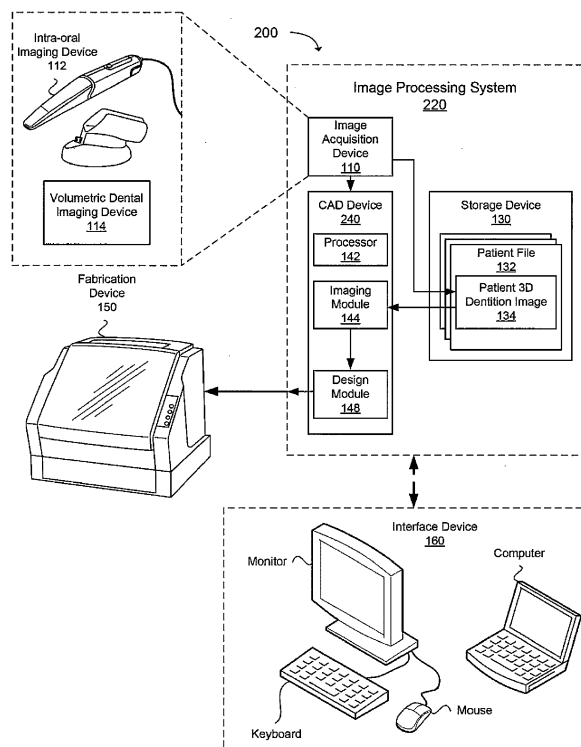 200
Intra-oral
Imaging Device
112
Volumetric Dental
Imaging Device
114
Image Processing System
220
Image
Acquisition
Device
110
CAD Device
240
Processor
142
Imaging Module
144
Design
Module
148
Storage Device
130
Patient File
132
Patient 3D
Dentition Image
134
Fabrication
Device
150
Interface Device
160
Monitor
Computer
Keyboard
Mouse